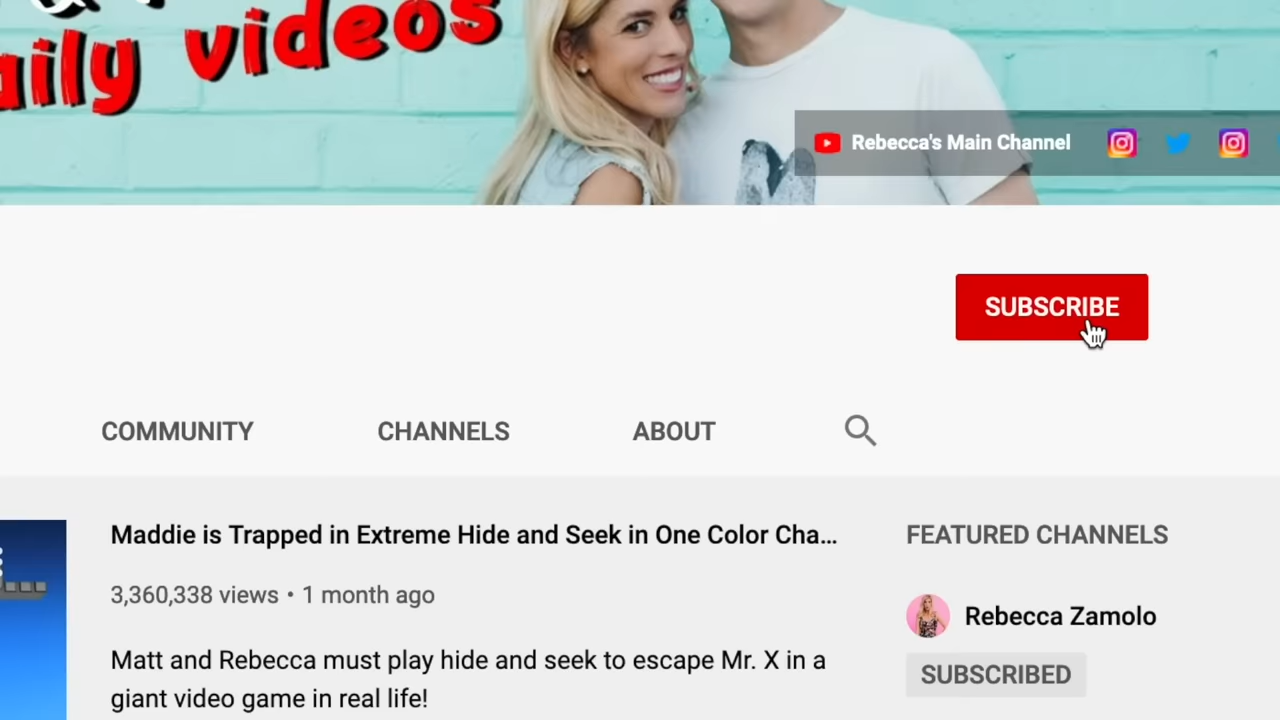 videos
Rebecca's Main Channel
SUBSCRIBE
COMMUNITY CHANNELS ABOUT
Maddie is Trapped in Extreme Hide and Seek in One Color Cha...
FEATURED CHANNELS
3,360,338 views • 1 month ago
Rebecca Zamolo
Matt and Rebecca must play hide and seek to escape Mr. X in a
giant video game in real life!
SUBSCRIBED